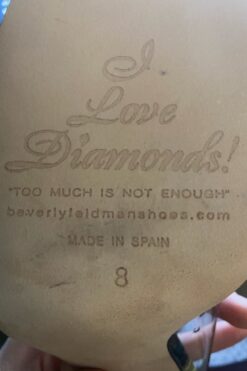 I
Love
Diamonds!
"TOO MUCH IS NOT ENOUGH"
beverlyfeldmanshoes.com
MADE IN SPAIN
8